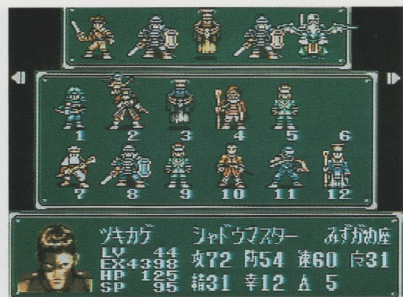 1 2 3 4 5 6
7 8 9 10 11 12
ツキカゲ シャドウマスター みずがめ座
LV 44 攻72 防54 速60 良31
EX4398
HP 125
SP 95 精31 幸12 A 5